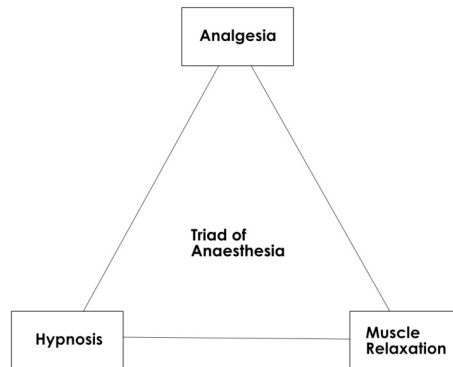 Analgesia
Triad of
Anaesthesia
Hypnosis
Muscle
Relaxation